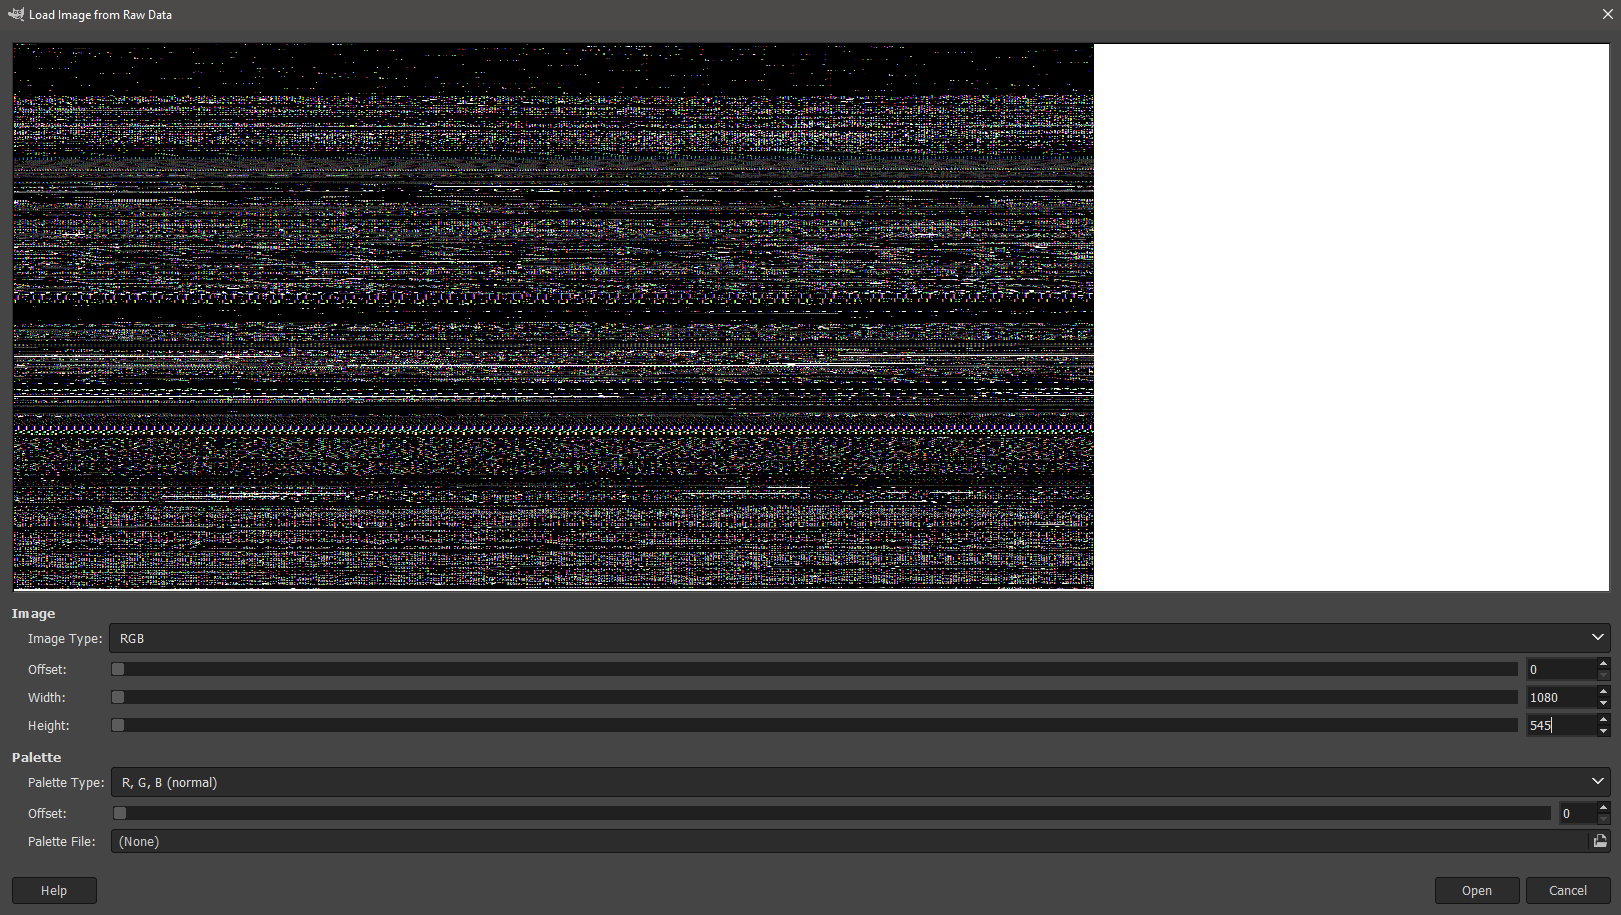 Load Image from Raw Data
Image
Image Type: RGB
Offset: 0
Width: 1080
Height: 545
Palette
Palette Type: R, G, B (normal)
Offset: 0
Palette File: (None)
Help Open Cancel